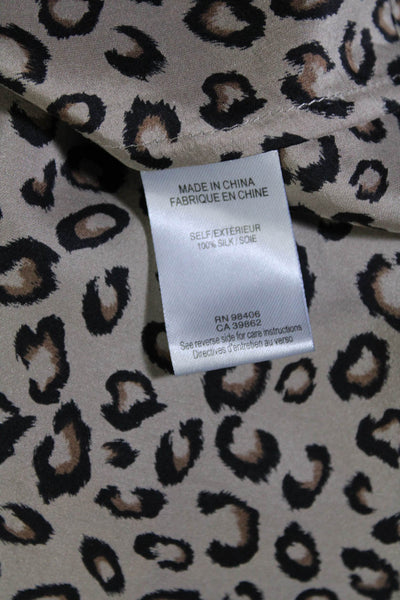 MADE IN CHINA
FABRIQUE EN CHINE
SELF/EXTÉRIEUR
100% SILK/SOIE
RN 98406
CA 39862
See reverse side for care instructions
Directives d'entretien au verso